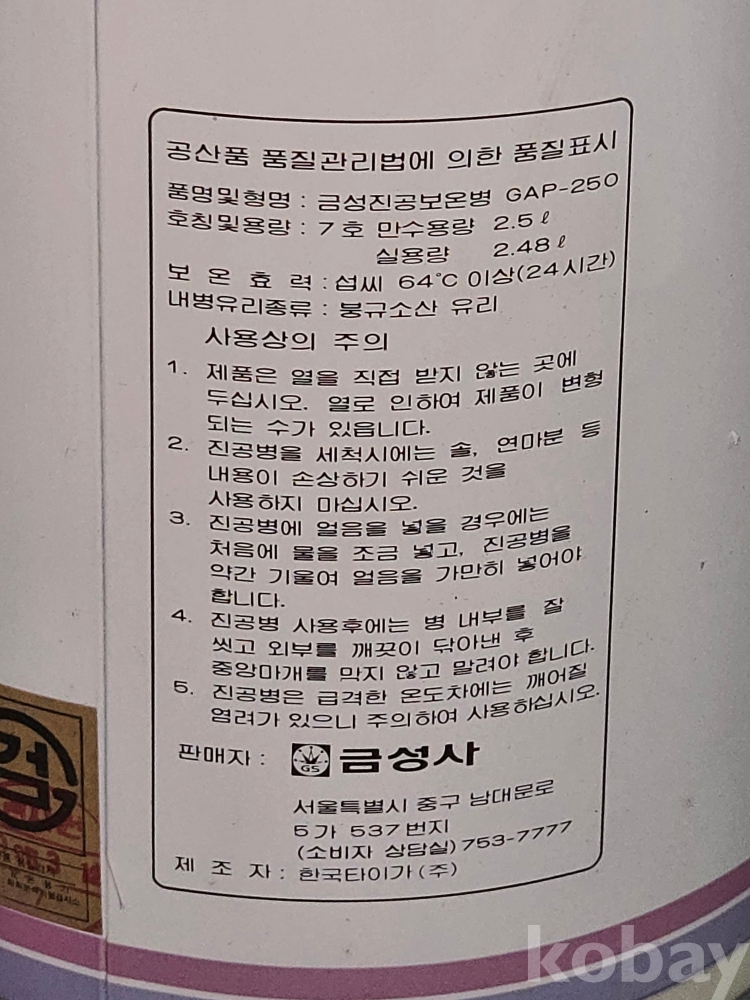 공산품 품질관리법에 의한 품질표시
품명및형명 : 금성진공보온병 GAP-250
호칭및용량 : 7호 만수용량 2.5ℓ
실용량 2.48ℓ
보 온 효 력 : 섭씨 64℃ 이상(24시간)
내병유리종류 : 붕규소산 유리
사용상의 주의
1. 제품은 열을 직접 받지 않는 곳에
두십시오. 열로 인하여 제품이 변형
되는 수가 있읍니다.
2. 진공병을 세척시에는 솔, 연마분 등
내용이 손상하기 쉬운 것을
사용하지 마십시오.
3. 진공병에 얼음을 넣을 경우에는
처음에 물을 조금 넣고, 진공병을
약간 기울여 얼음을 가만히 넣어야
합니다.
4. 진공병 사용후에는 병 내부를 잘
씻고 외부를 깨끗이 닦아낸 후
중앙마개를 막지 않고 말려야 합니다.
5. 진공병은 급격한 온도차에는 깨어질
염려가 있으니 주의하여 사용하십시오.
판매자 : GS 금성사
서울특별시 중구 남대문로
5가 537번지
(소비자 상담실) 753-7777
제 조 자 : 한국타이가(주)
검
kobay